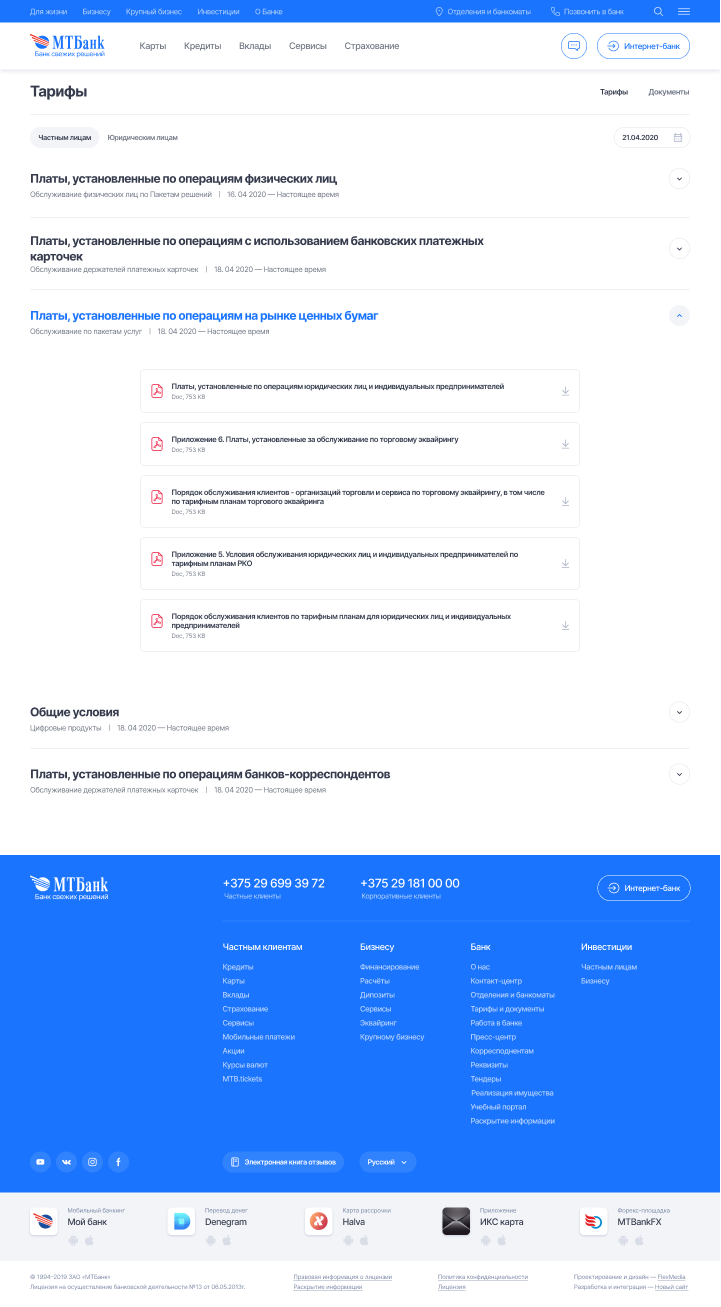 Для жизни Бизнесу Крупный бизнес Инвестиции О Банке Отделения и банкоматы Позвонить в банк
МТБанк
Банк свежих решений
Карты Кредиты Вклады Сервисы Страхование
Интернет-банк
Тарифы
Тарифы Документы
Частным лицам Юридическим лицам 21.04.2020
Платы, установленные по операциям физических лиц
Обслуживание физических лиц по Пакетам решений | 16. 04 2020 — Настоящее время
Платы, установленные по операциям с использованием банковских платежных
карточек
Обслуживание держателей платежных карточек | 18. 04 2020 — Настоящее время
Платы, установленные по операциям на рынке ценных бумаг
Обслуживание по пакетам услуг | 18. 04 2020 — Настоящее время
Платы, установленные по операциям юридических лиц и индивидуальных предпринимателей
Doc, 753 KB
Приложение 6. Платы, установленные за обслуживание по торговому эквайрингу
Doc, 753 KB
Порядок обслуживания клиентов - организаций торговли и сервиса по торговому эквайрингу, в том числе
по тарифным планам торгового эквайринга
Doc, 753 KB
Приложение 5. Условия обслуживания юридических лиц и индивидуальных предпринимателей по
тарифным планам РКО
Doc, 753 KB
Порядок обслуживания клиентов по тарифным планам для юридических лиц и индивидуальных
предпринимателей
Doc, 753 KB
Общие условия
Цифровые продукты | 18. 04 2020 — Настоящее время
Платы, установленные по операциям банков-корреспондентов
Обслуживание держателей платежных карточек | 18. 04 2020 — Настоящее время
МТБанк
Банк свежих решений
+375 29 699 39 72
Частные клиенты
+375 29 181 00 00
Корпоративные клиенты
Интернет-банк
Частным клиентам
Кредиты
Карты
Вклады
Страхование
Сервисы
Мобильные платежи
Акции
Курсы валют
MTB.tickets
Бизнесу
Финансирование
Расчёты
Дипозиты
Сервисы
Эквайринг
Крупному бизнесу
Банк
О нас
Контакт-центр
Отделения и банкоматы
Тарифы и документы
Работа в банке
Пресс-центр
Корресподнентам
Реквизиты
Тендеры
Реализация имущества
Учебный портал
Раскрытие информации
Инвестиции
Частным лицам
Бизнесу
Электронная книга отзывов Русский
Мобильный банкинг
Мой банк
Перевод денег
Denegram
Карта рассрочки
Halva
Приложение
ИКС карта
Форекс-площадка
MTBankFX
© 1994-2019 ЗАО «МТБанк»
Лицензия на осуществление банковской деятельности №13 от 06.05.2013г.
Правовая информация о лицензии
Раскрытие информации
Политика конфиденциальности
Лицензия
Проектирование и дизайн — FlexMedia
Разработка и интеграция — Новый сайт